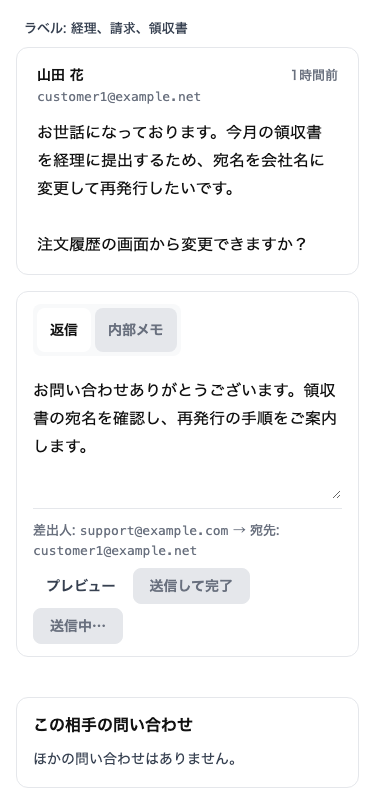 ラベル: 経理、請求、領収書
山田 花
1時間前
customer1@example.net
お世話になっております。今月の領収書
を経理に提出するため、宛名を会社名に
変更して再発行したいです。
注文履歴の画面から変更できますか？
返信
内部メモ
お問い合わせありがとうございます。領収
書の宛名を確認し、再発行の手順をご案内
します。
差出人: support@example.com → 宛先:
customer1@example.net
プレビュー
送信して完了
送信中…
この相手の問い合わせ
ほかの問い合わせはありません。